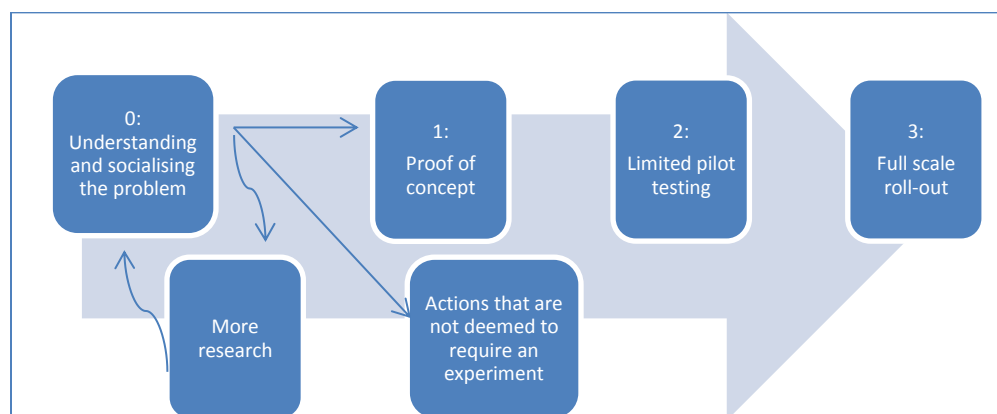 0:
Understanding
and socialising
the problem
1:
Proof of
concept
2:
Limited pilot
testing
3:
Full scale
roll-out
More
research
Actions that are
not deemed to
require an
experiment